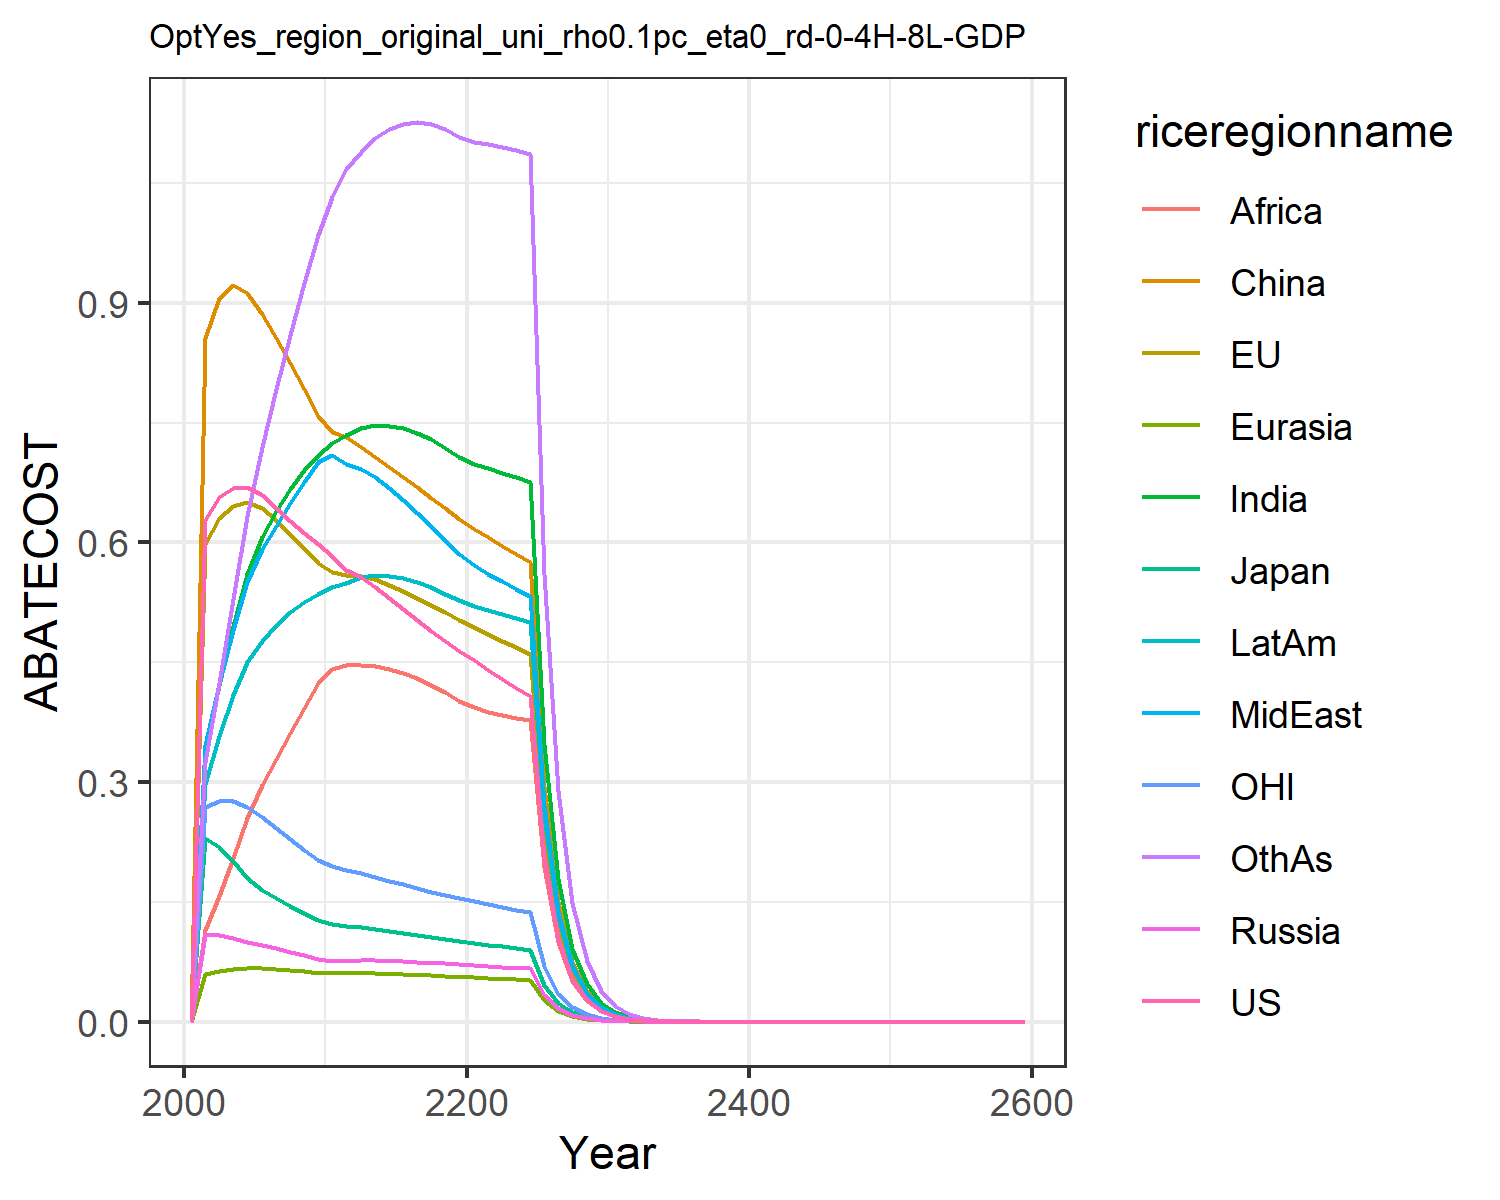 OptYes_region_original_uni_rho0.1pc_eta0_rd-0-4H-8L-GDP
ABATECOST
0.9
0.6
0.3
0.0
2000 2200 2400 2600
Year
riceregionname
Africa
China
EU
Eurasia
India
Japan
LatAm
MidEast
OHI
OthAs
Russia
US